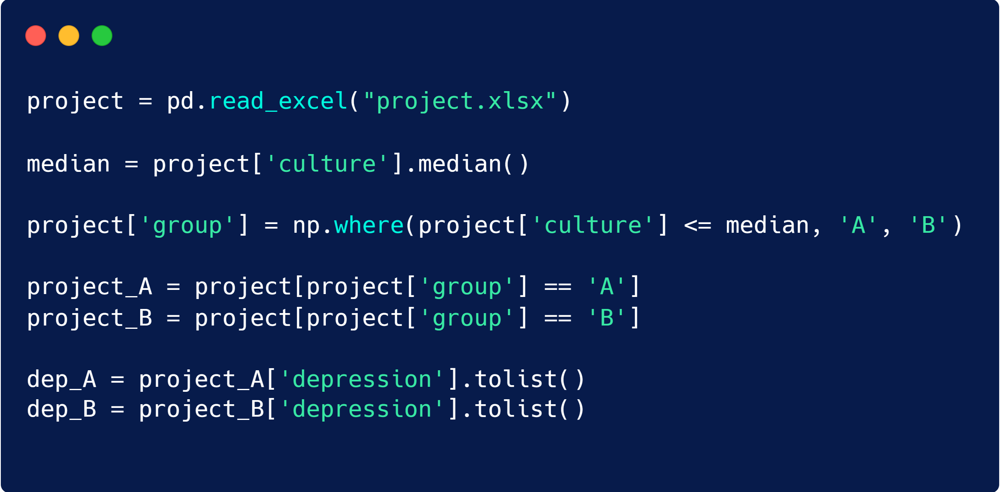 project = pd.read_excel("project.xlsx")
median = project['culture'].median()
project['group'] = np.where(project['culture'] <= median, 'A', 'B')
project_A = project[project['group'] == 'A']
project_B = project[project['group'] == 'B']
dep_A = project_A['depression'].tolist()
dep_B = project_B['depression'].tolist()